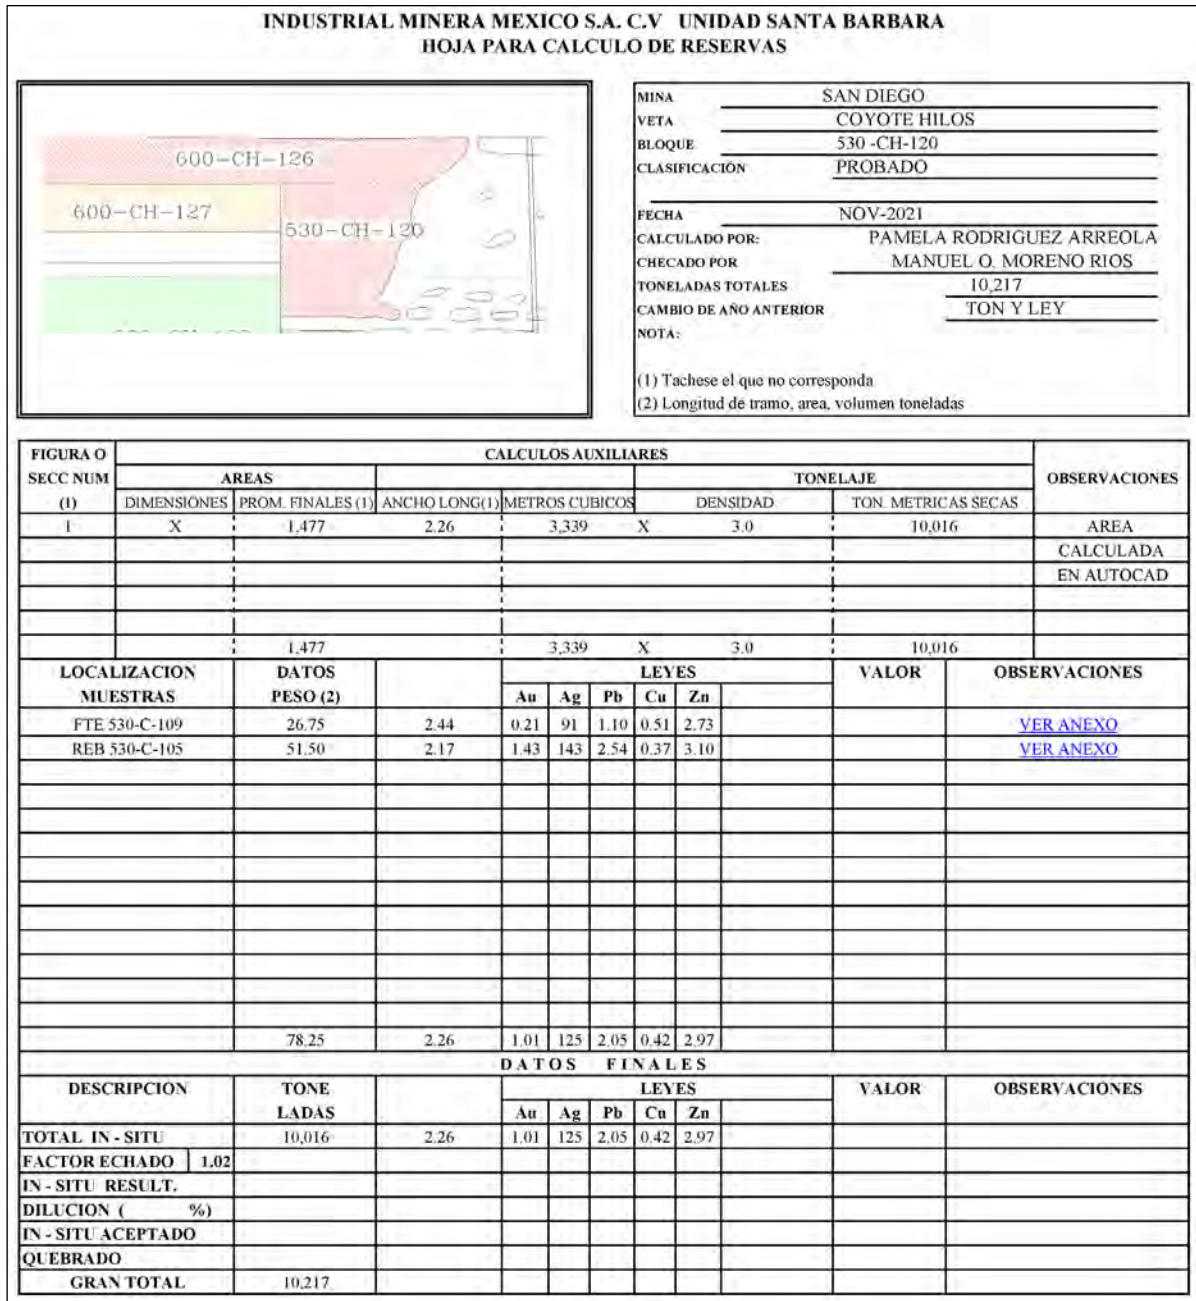 INDUSTRIAL MINERA MEXICO S.A. C.V UNIDAD SANTA BARBARA
HOJA PARA CALCULO DE RESERVAS
600-CH-126
600-CH-127
530-CH-120
MINA SAN DIEGO
VETA COYOTE HILOS
BLOQUE 530 -CH-120
CLASIFICACIÓN PROBADO
FECHA NOV-2021
CALCULADO POR: PAMELA RODRIGUEZ ARREOLA
CHECADO POR MANUEL O. MORENO RIOS
TONELADAS TOTALES 10,217
CAMBIO DE AÑO ANTERIOR TON Y LEY
NOTA:
(1) Tachese el que no corresponda
(2) Longitud de tramo, area, volumen toneladas
FIGURA O CALCULOS AUXILIARES
SECC NUM AREAS TONELAJE OBSERVACIONES
(1) DIMENSIONES PROM. FINALES (1) ANCHO LONG(1) METROS CUBICOS DENSIDAD TON. METRICAS SECAS
1 X 1,477 2.26 3,339 X 3.0 10,016 AREA
CALCULADA
EN AUTOCAD
1,477 3,339 X 3.0 10,016
LOCALIZACION DATOS LEYES VALOR OBSERVACIONES
MUESTRAS PESO (2) Au Ag Pb Cu Zn
FTE 530-C-109 26.75 2.44 0.21 91 1.10 0.51 2.73 VER ANEXO
REB 530-C-105 51.50 2.17 1.43 143 2.54 0.37 3.10 VER ANEXO
78.25 2.26 1.01 125 2.05 0.42 2.97
DATOS FINALES
DESCRIPCIÓN TONE LEYES VALOR OBSERVACIONES
LADAS Au Ag Pb Cu Zn
TOTAL IN - SITU 10,016 2.26 1.01 125 2.05 0.42 2.97
FACTOR ECHADO 1.02
IN - SITU RESULT.
DILUCION ( %)
IN - SITU ACEPTADO
QUEBRADO
GRAN TOTAL 10,217